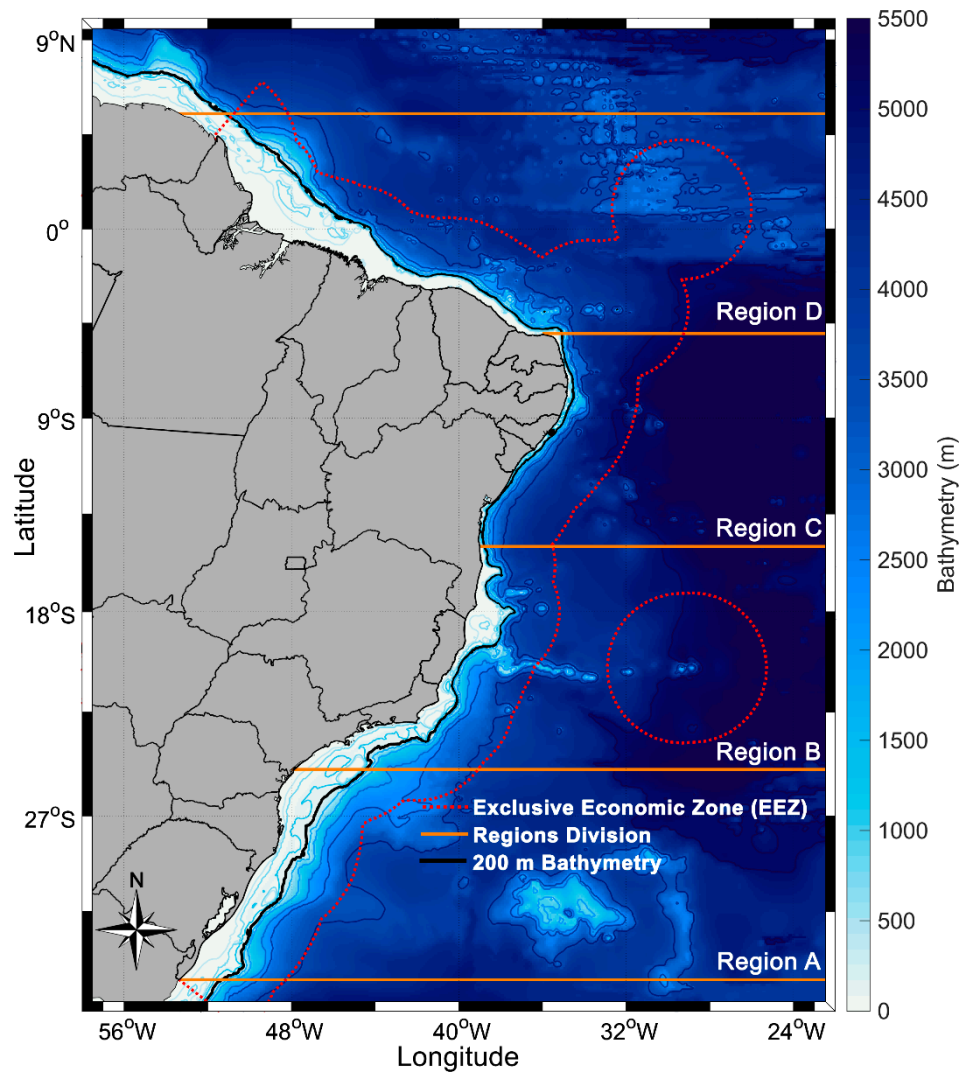 9°N
0°
9°S
18°S
27°S
Latitude
56°W
48°W
40°W
32°W
24°W
Longitude
Region D
Region C
Region B
Exclusive Economic Zone (EEZ)
Regions Division
200 m Bathymetry
Region A
N
5500
5000
4500
4000
3500
3000
2500
2000
1500
1000
500
0
Bathymetry (m)